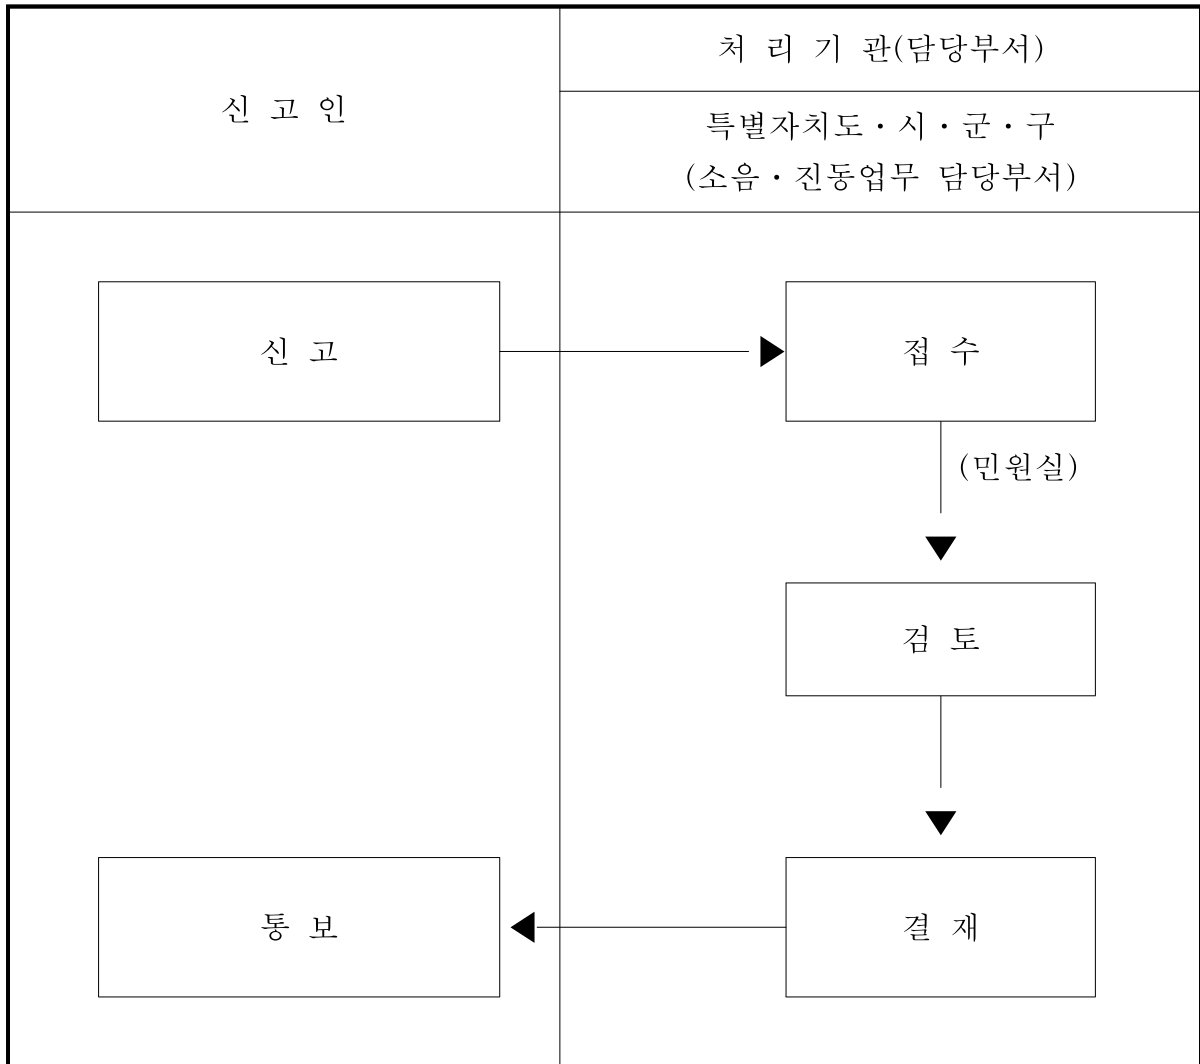 신 고 인
처 리 기 관(담당부서)
특별자치도·시·군·구
(소음·진동업무 담당부서)
신 고
접 수
(민원실)
검 토
통 보
결 재